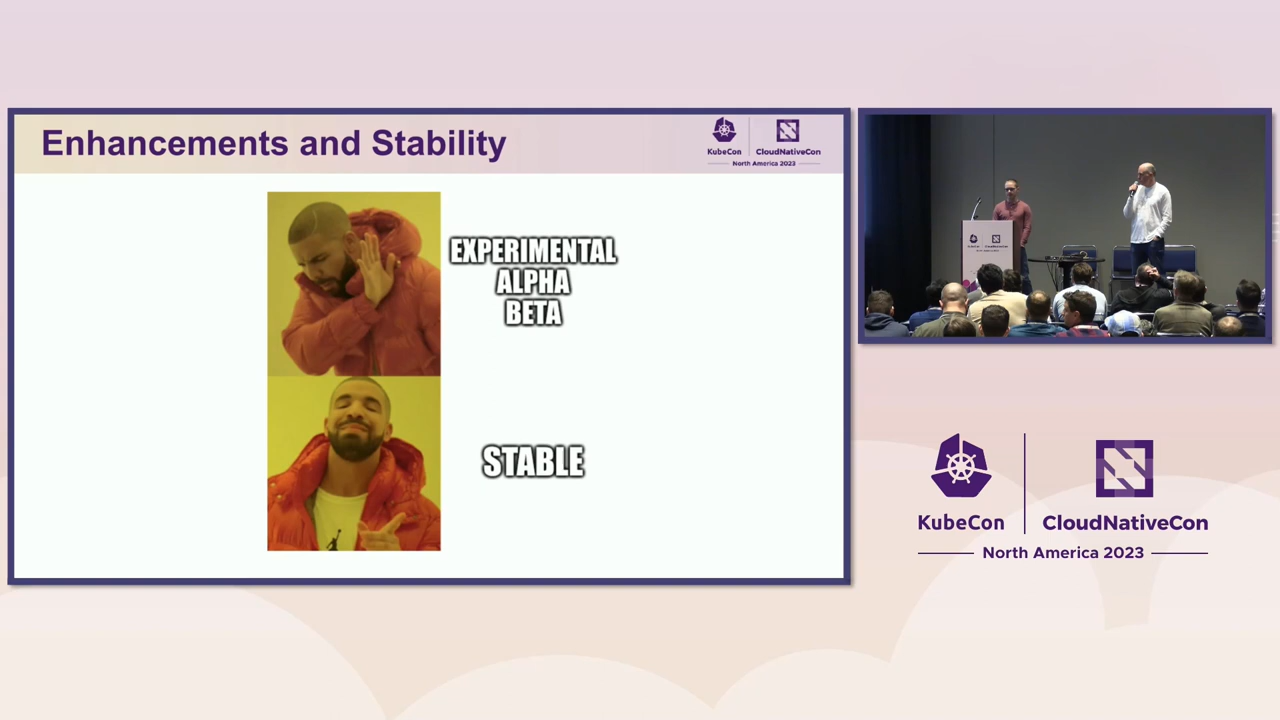 Enhancements and Stability
KubeCon
CloudNativeCon
North America 2023
EXPERIMENTAL
ALPHA
BETA
STABLE
KubeCon
CloudNativeCon
North America 2023